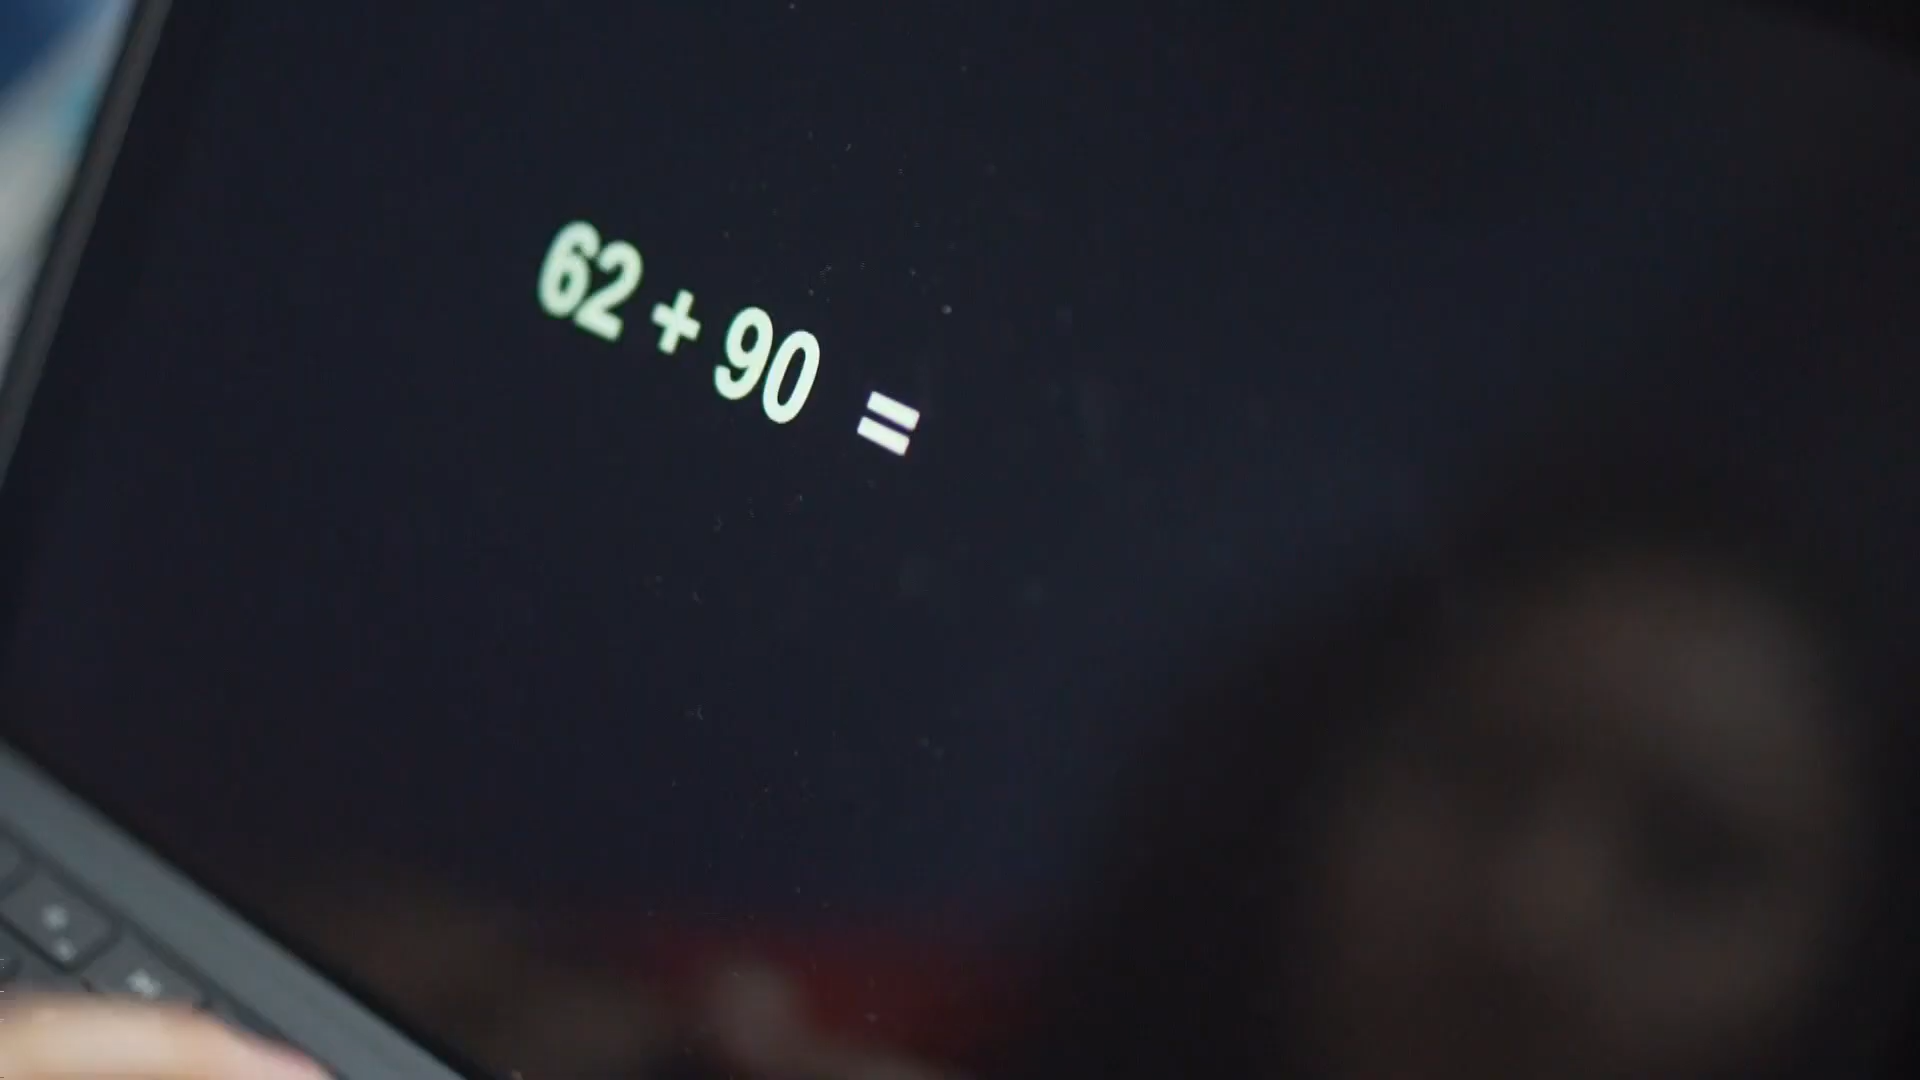 62 + 90 =